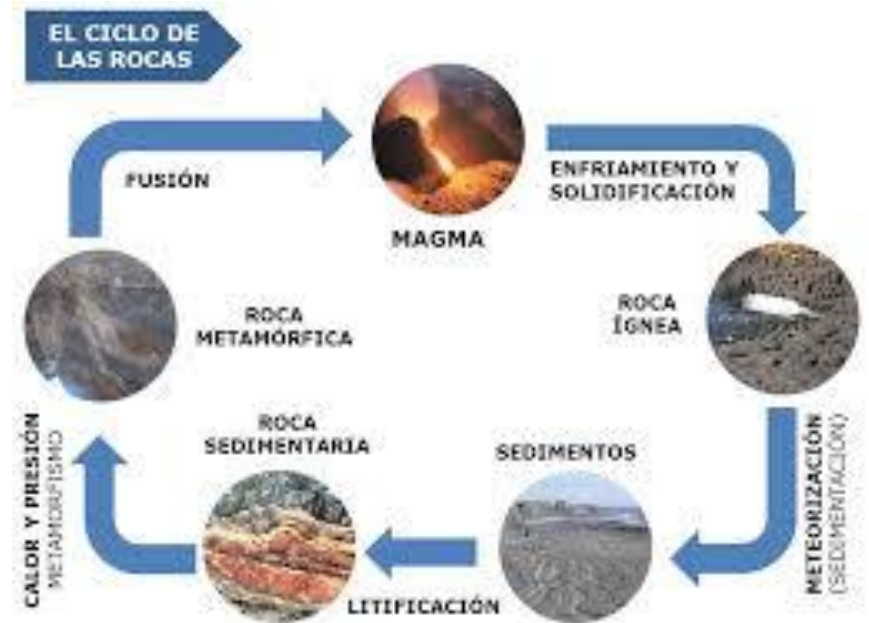 EL CICLO DE
LAS ROCAS
FUSIÓN
MAGMA
ENFRIAMIENTO Y
SOLIDIFICACIÓN
ROCA
METAMÓRFICA
ROCA
ÍGNEA
ROCA
SEDIMENTARIA
SEDIMENTOS
CALOR Y PRESIÓN
METAMORFISMO
METEORIZACIÓN
(SEDIMENTACIÓN)
LITIFICACIÓN